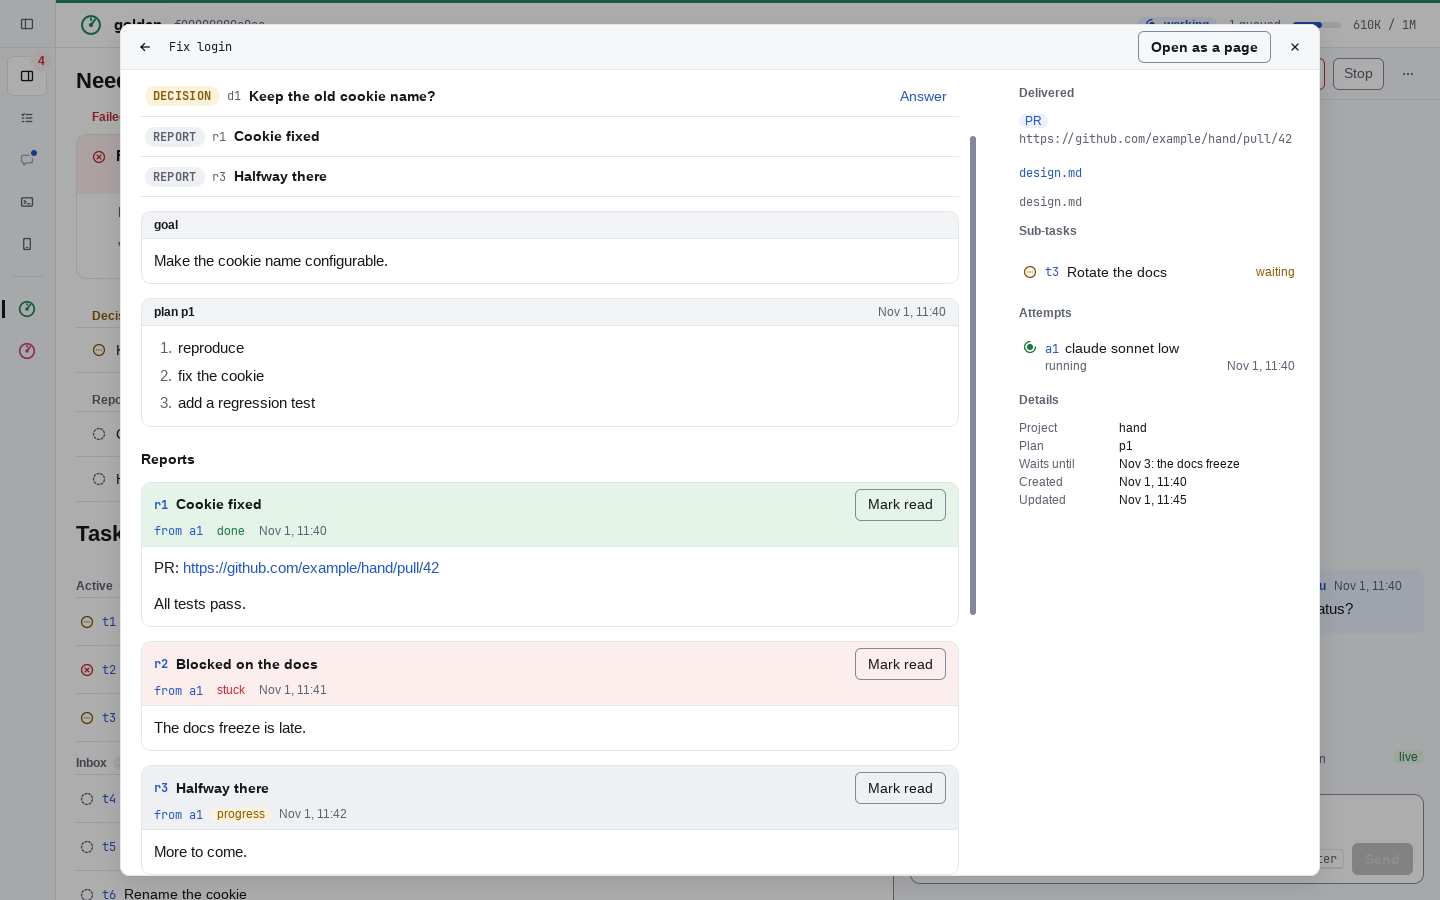 4
working
610K / 1M
Fix login
Open as a page
Stop
DECISION d1 Keep the old cookie name? Answer
REPORT r1 Cookie fixed
REPORT r3 Halfway there
goal
Make the cookie name configurable.
plan p1 Nov 1, 11:40
1. reproduce
2. fix the cookie
3. add a regression test
Reports
r1 Cookie fixed Mark read
from a1 done Nov 1, 11:40
PR: https://github.com/example/hand/pull/42
All tests pass.
r2 Blocked on the docs Mark read
from a1 stuck Nov 1, 11:41
The docs freeze is late.
r3 Halfway there Mark read
from a1 progress Nov 1, 11:42
More to come.
Delivered
PR
https://github.com/example/hand/pull/42
design.md
design.md
Sub-tasks
t3 Rotate the docs waiting
Attempts
a1 claude sonnet low
running Nov 1, 11:40
Details
Project hand
Plan p1
Waits until Nov 3: the docs freeze
Created Nov 1, 11:40
Updated Nov 1, 11:45
Active
t1
t2
t3
Inbox
t4
t5
t6 Rename the cookie
Nov 1, 11:40
live
Send